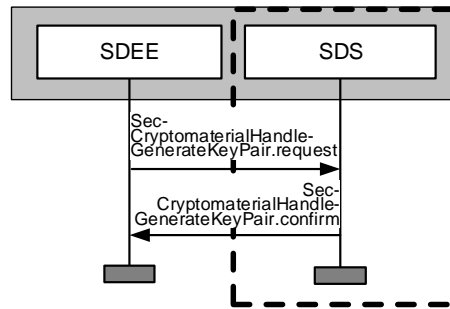 SDEE
SDS
Sec-
CryptomaterialHandle-
GenerateKeyPair.request
Sec-
CryptomaterialHandle-
GenerateKeyPair.confirm